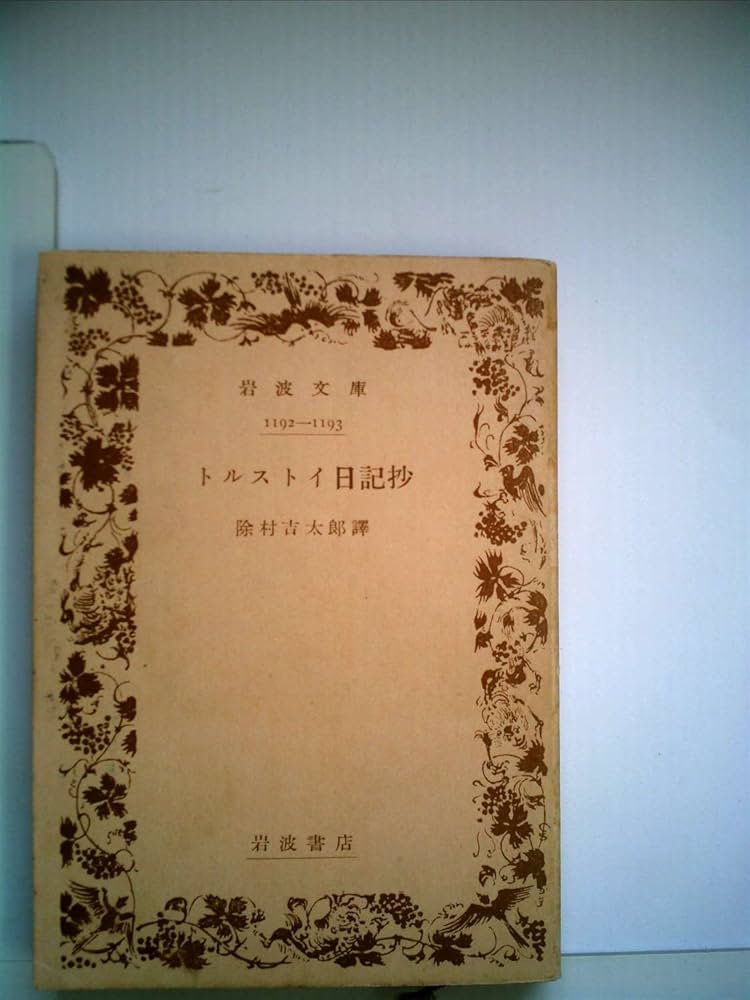 岩波文庫
1192—1193
トルストイ日記抄
除村吉太郎譯
岩波書店